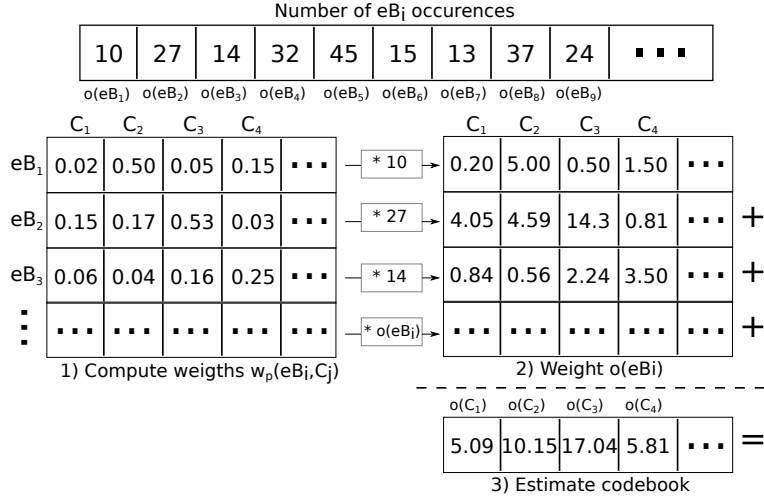 Number of eBi occurences
10 27 14 32 45 15 13 37 24 ...
o(eB1) o(eB2) o(eB3) o(eB4) o(eB5) o(eB6) o(eB7) o(eB8) o(eB9)
C1 C2 C3 C4 C1 C2 C3 C4
eB1 0.02 0.50 0.05 0.15 ... * 10 0.20 5.00 0.50 1.50 ...
eB2 0.15 0.17 0.53 0.03 ... * 27 4.05 4.59 14.3 0.81 ... +
eB3 0.06 0.04 0.16 0.25 ... * 14 0.84 0.56 2.24 3.50 ... +
... ... ... ... ... ... * o(eBi) ... ... ... ... ... +
1) Compute weigths wp(eBi,Cj) 2) Weight o(eBi)
o(C1) o(C2) o(C3) o(C4)
5.09 10.15 17.04 5.81 ... =
3) Estimate codebook